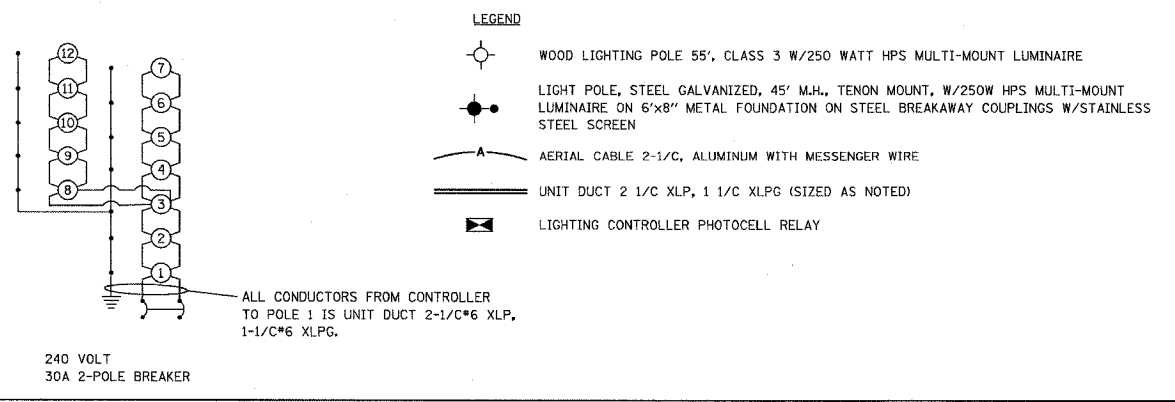 LEGEND
WOOD LIGHTING POLE 55', CLASS 3 W/250 WATT HPS MULTI-MOUNT LUMINAIRE
LIGHT POLE, STEEL GALVANIZED, 45' M.H., TENON MOUNT, W/250W HPS MULTI-MOUNT
LUMINAIRE ON 6'x8" METAL FOUNDATION ON STEEL BREAKAWAY COUPLINGS W/STAINLESS
STEEL SCREEN
A
AERIAL CABLE 2-1/C, ALUMINUM WITH MESSENGER WIRE
UNIT DUCT 2 1/C XLP, 1 1/C XLPG (SIZED AS NOTED)
LIGHTING CONTROLLER PHOTOCELL RELAY
12
11
10
9
8
7
6
5
4
3
2
1
ALL CONDUCTORS FROM CONTROLLER
TO POLE 1 IS UNIT DUCT 2-1/C#6 XLP,
1-1/C#6 XLPG.
240 VOLT
30A 2-POLE BREAKER